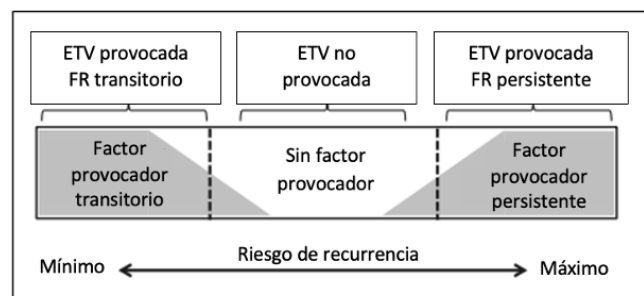 ETV provocada
FR transitorio
ETV no
provocada
ETV provocada
FR persistente
Factor
provocador
transitorio
Sin factor
provocador
Factor
provocador
persistente
Riesgo de recurrencia
Mínimo
Máximo